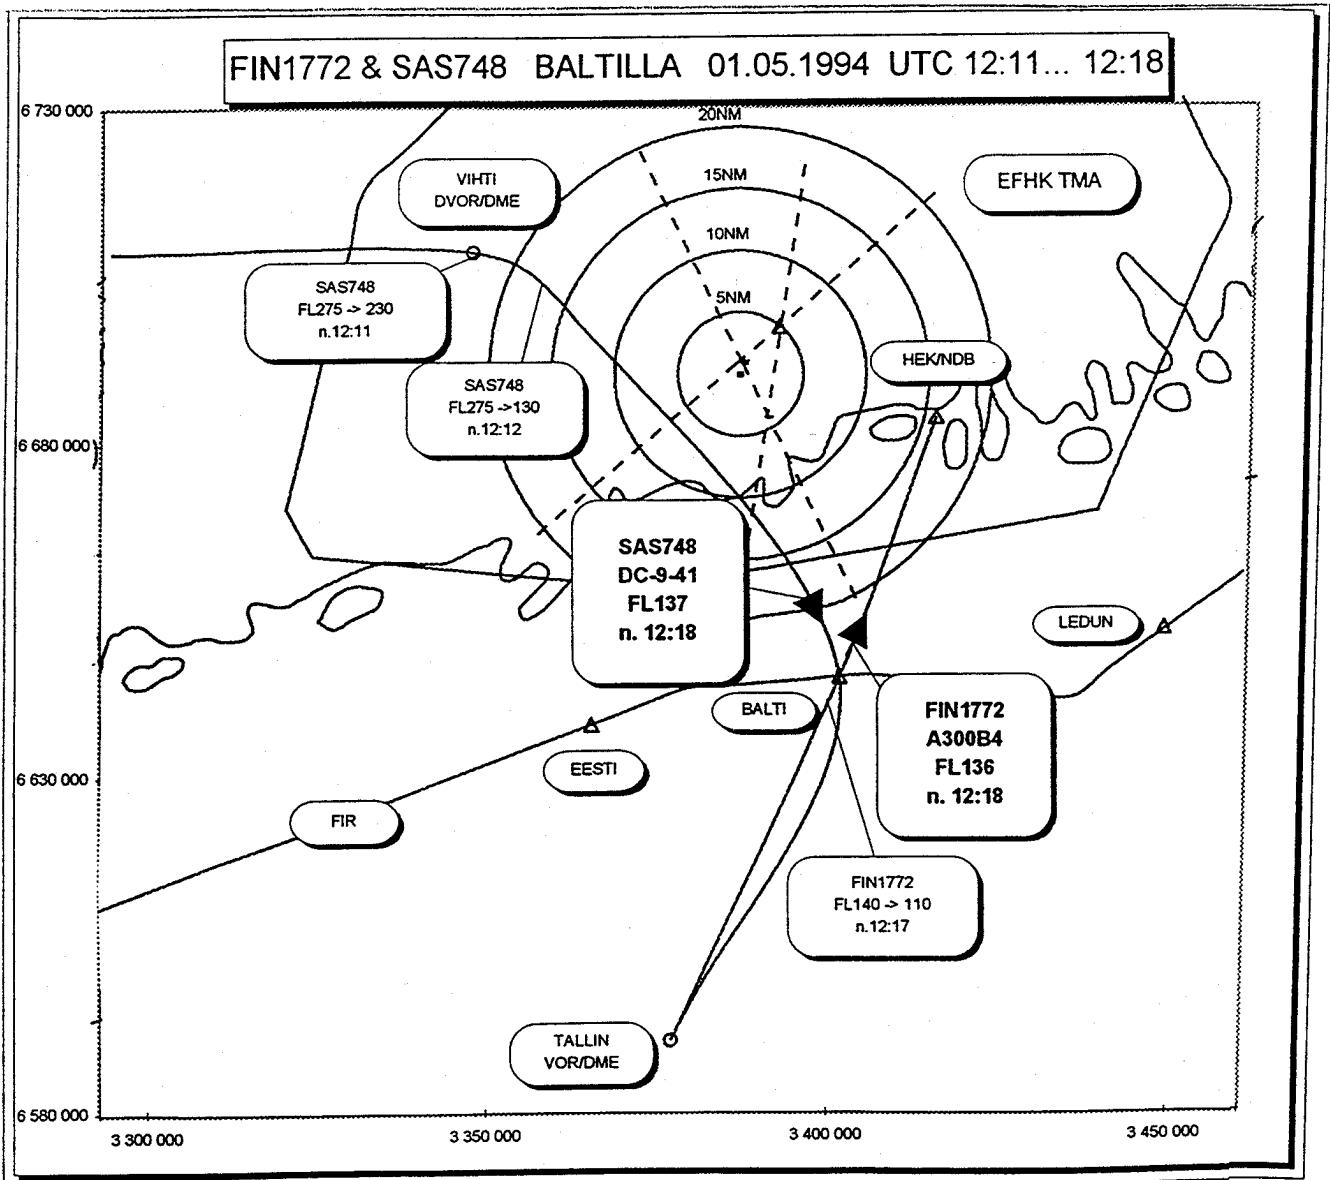 FIN1772 & SAS748 BALTILLA 01.05.1994 UTC 12:11... 12:18
6 730 000
20NM
VIHTI
DVOR/DME
15NM
EFHK TMA
10NM
SAS748
FL275 -> 230
n.12:11
5NM
HEK/NDB
SAS748
FL275 ->130
n.12:12
6 680 000
SAS748
DC-9-41
FL137
n. 12:18
LEDUN
BALTI
FIN1772
A300B4
FL136
n. 12:18
EESTI
6 630 000
FIR
FIN1772
FL140 -> 110
n.12:17
TALLIN
VOR/DME
6 580 000
3 300 000
3 350 000
3 400 000
3 450 000